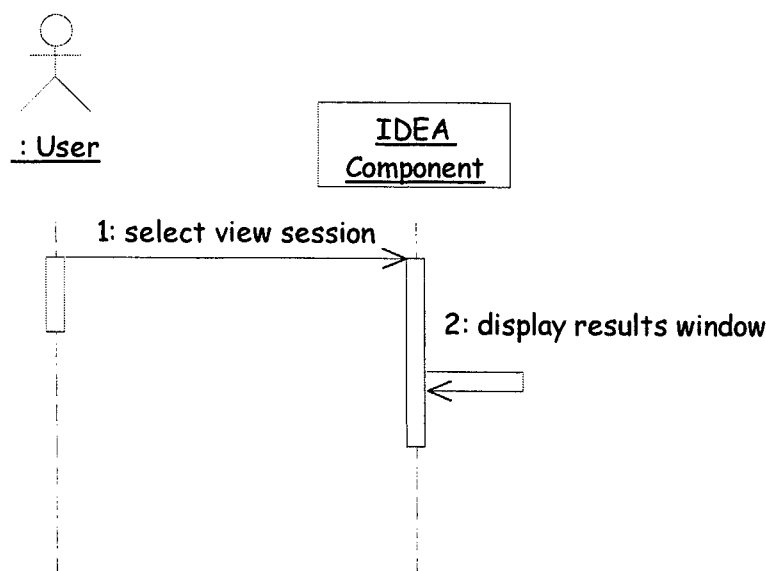 : User
IDEA
Component
1: select view session
2: display results window